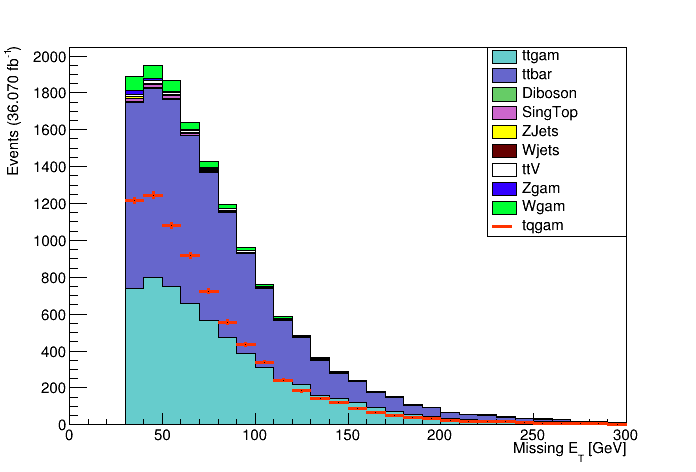 Events (36.070 fb⁻¹)
2000
1800
1600
1400
1200
1000
800
600
400
200
0
ttgam
ttbar
Diboson
SingTop
ZJets
Wjets
ttV
Zgam
Wgam
tqgam
0 50 100 150 200 250 300
Missing E_T [GeV]